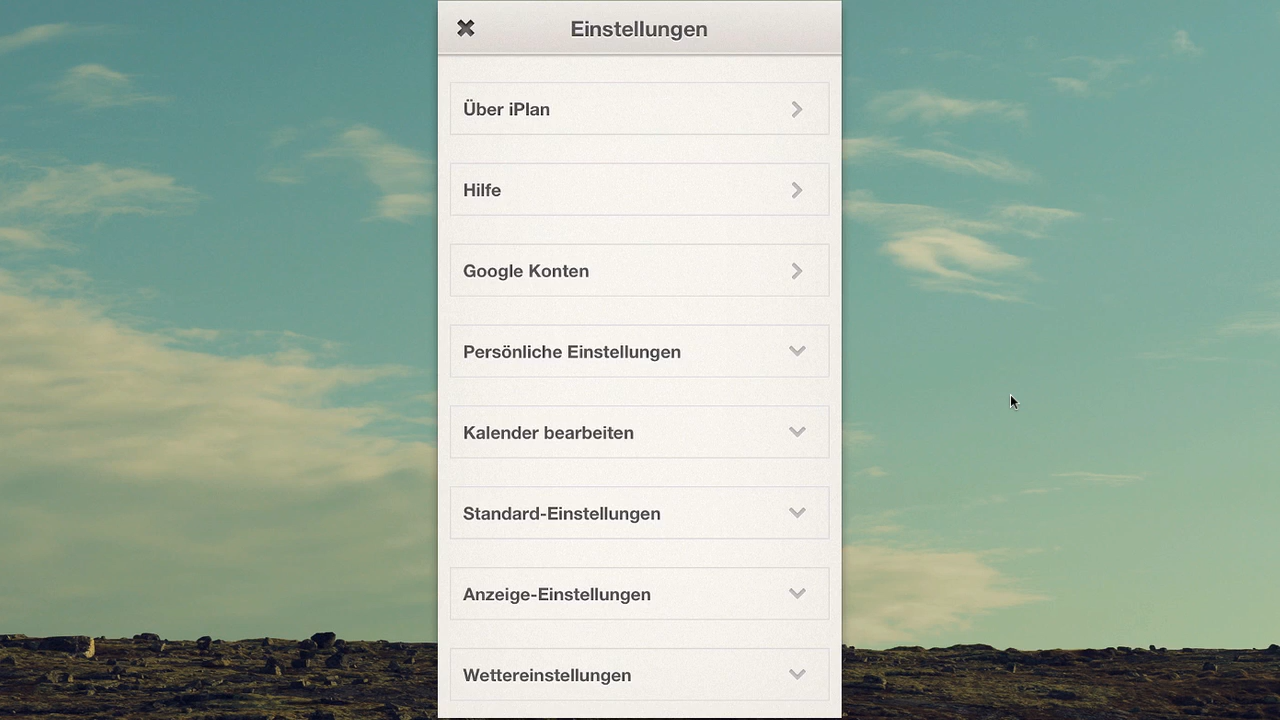 Einstellungen
Über iPlan
Hilfe
Google Konten
Persönliche Einstellungen
Kalender bearbeiten
Standard-Einstellungen
Anzeige-Einstellungen
Wettereinstellungen